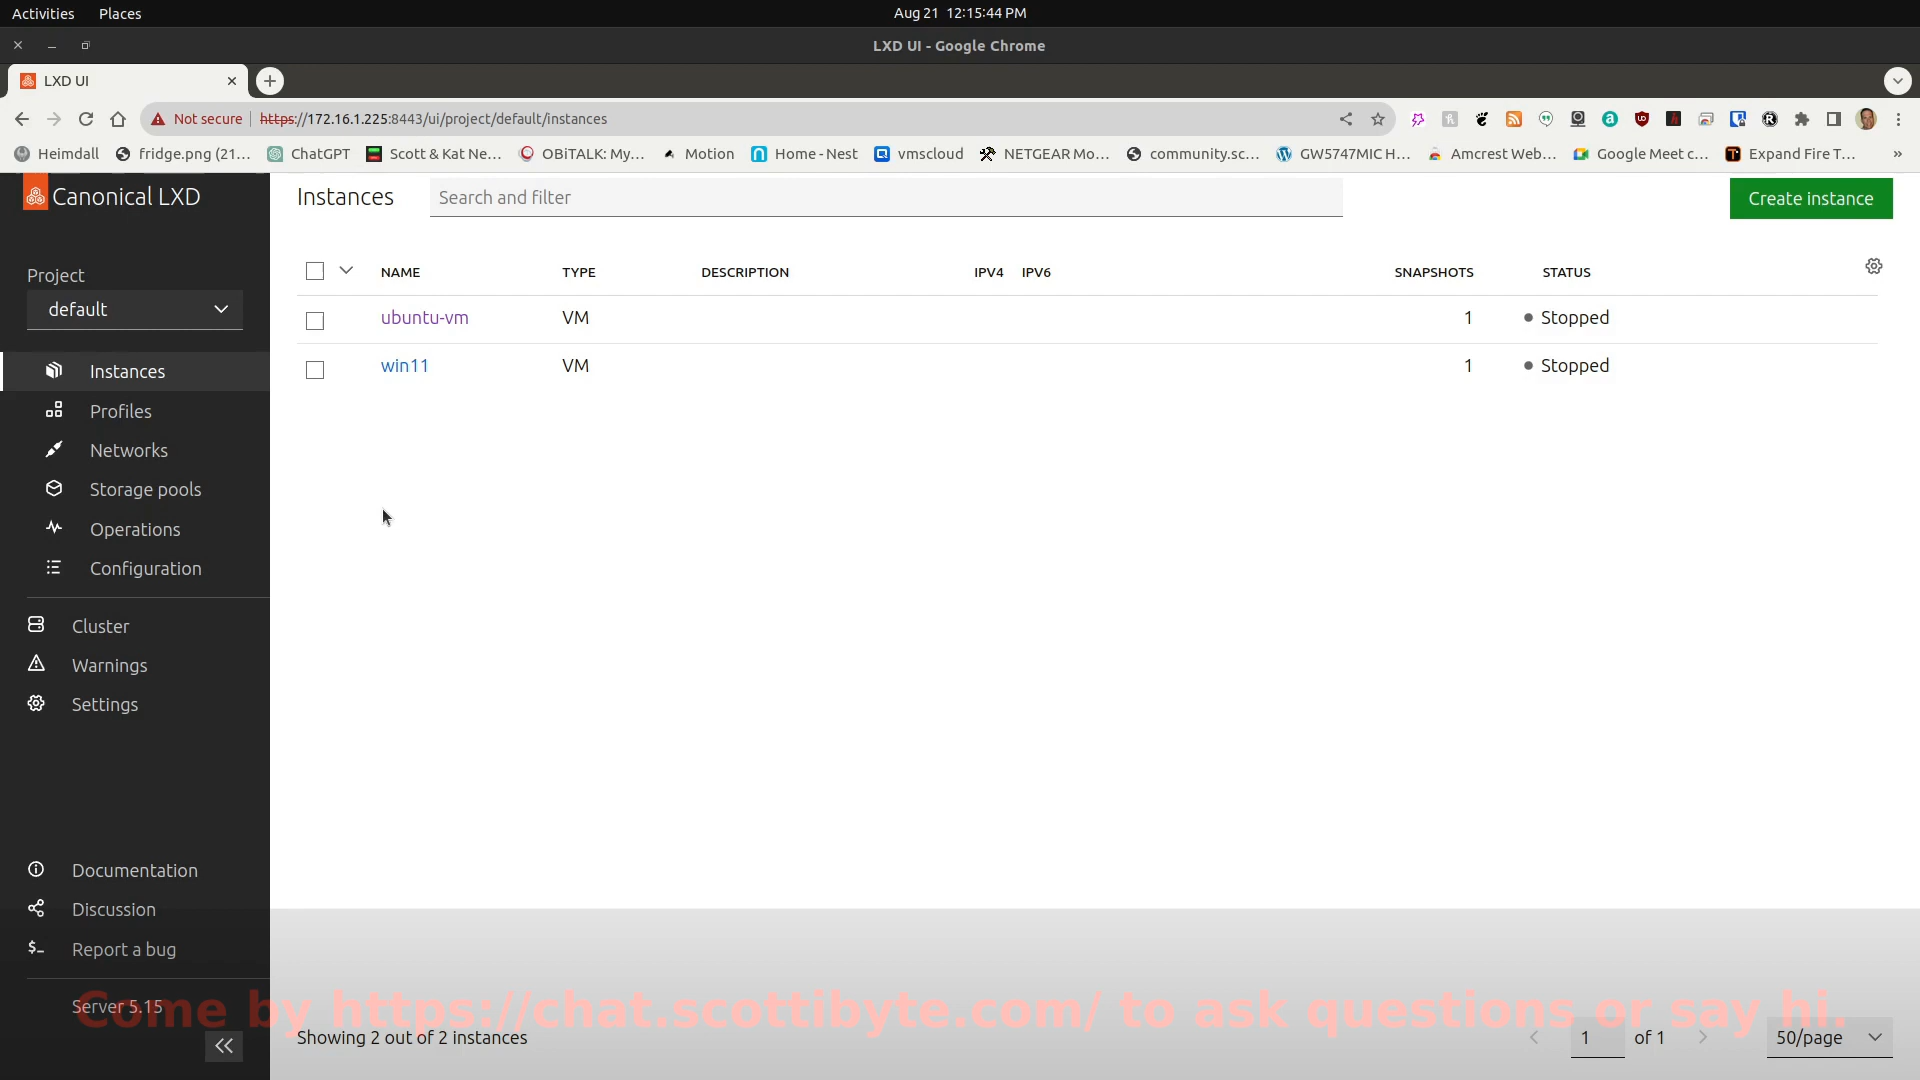 Activities Places Aug 21 12:15:44 PM
LXD UI - Google Chrome
LXD UI
Not secure https://172.16.1.225:8443/ui/project/default/instances
Heimdall fridge.png (21... ChatGPT Scott & Kat Ne... OBiTALK: My... Motion Home - Nest vmscloud NETGEAR Mo... community.sc... GW5747MIC H... Amcrest Web... Google Meet c... Expand Fire T... »
Canonical LXD
Instances Search and filter Create instance
Project
default
NAME TYPE DESCRIPTION IPV4 IPV6 SNAPSHOTS STATUS
ubuntu-vm VM 1 Stopped
win11 VM 1 Stopped
Instances
Profiles
Networks
Storage pools
Operations
Configuration
Cluster
Warnings
Settings
Documentation
Discussion
Report a bug
Server 5.15
Come by https://chat.scottibyte.com/ to ask questions or say hi.
Showing 2 out of 2 instances 1 of 1 50/page